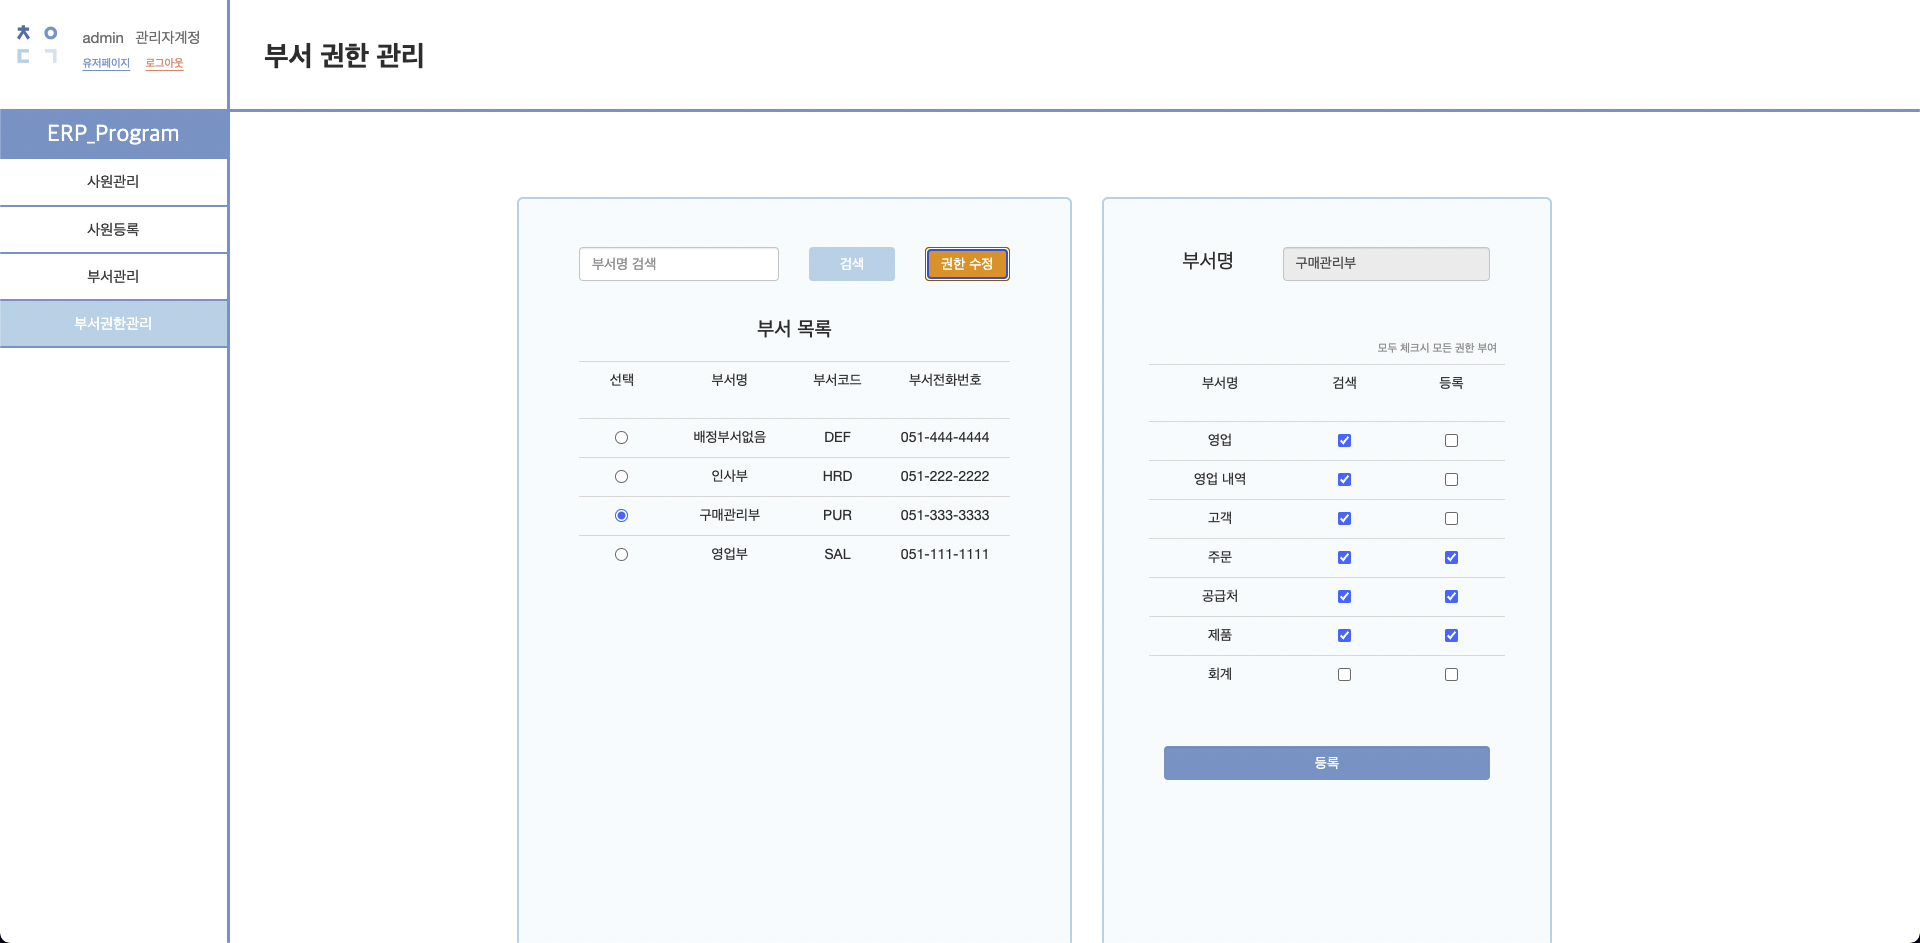 ㅊㅇ
ㄷㄱ
admin 관리자계정
유저페이지 로그아웃
부서 권한 관리
ERP_Program
사원관리
사원등록
부서관리
부서권한관리
부서명 검색 검색 권한 수정
부서 목록
선택 부서명 부서코드 부서전화번호
배정부서없음 DEF 051-444-4444
인사부 HRD 051-222-2222
구매관리부 PUR 051-333-3333
영업부 SAL 051-111-1111
부서명 구매관리부
모두 체크시 모든 권한 부여
부서명 검색 등록
영업
영업 내역
고객
주문
공급처
제품
회계
등록